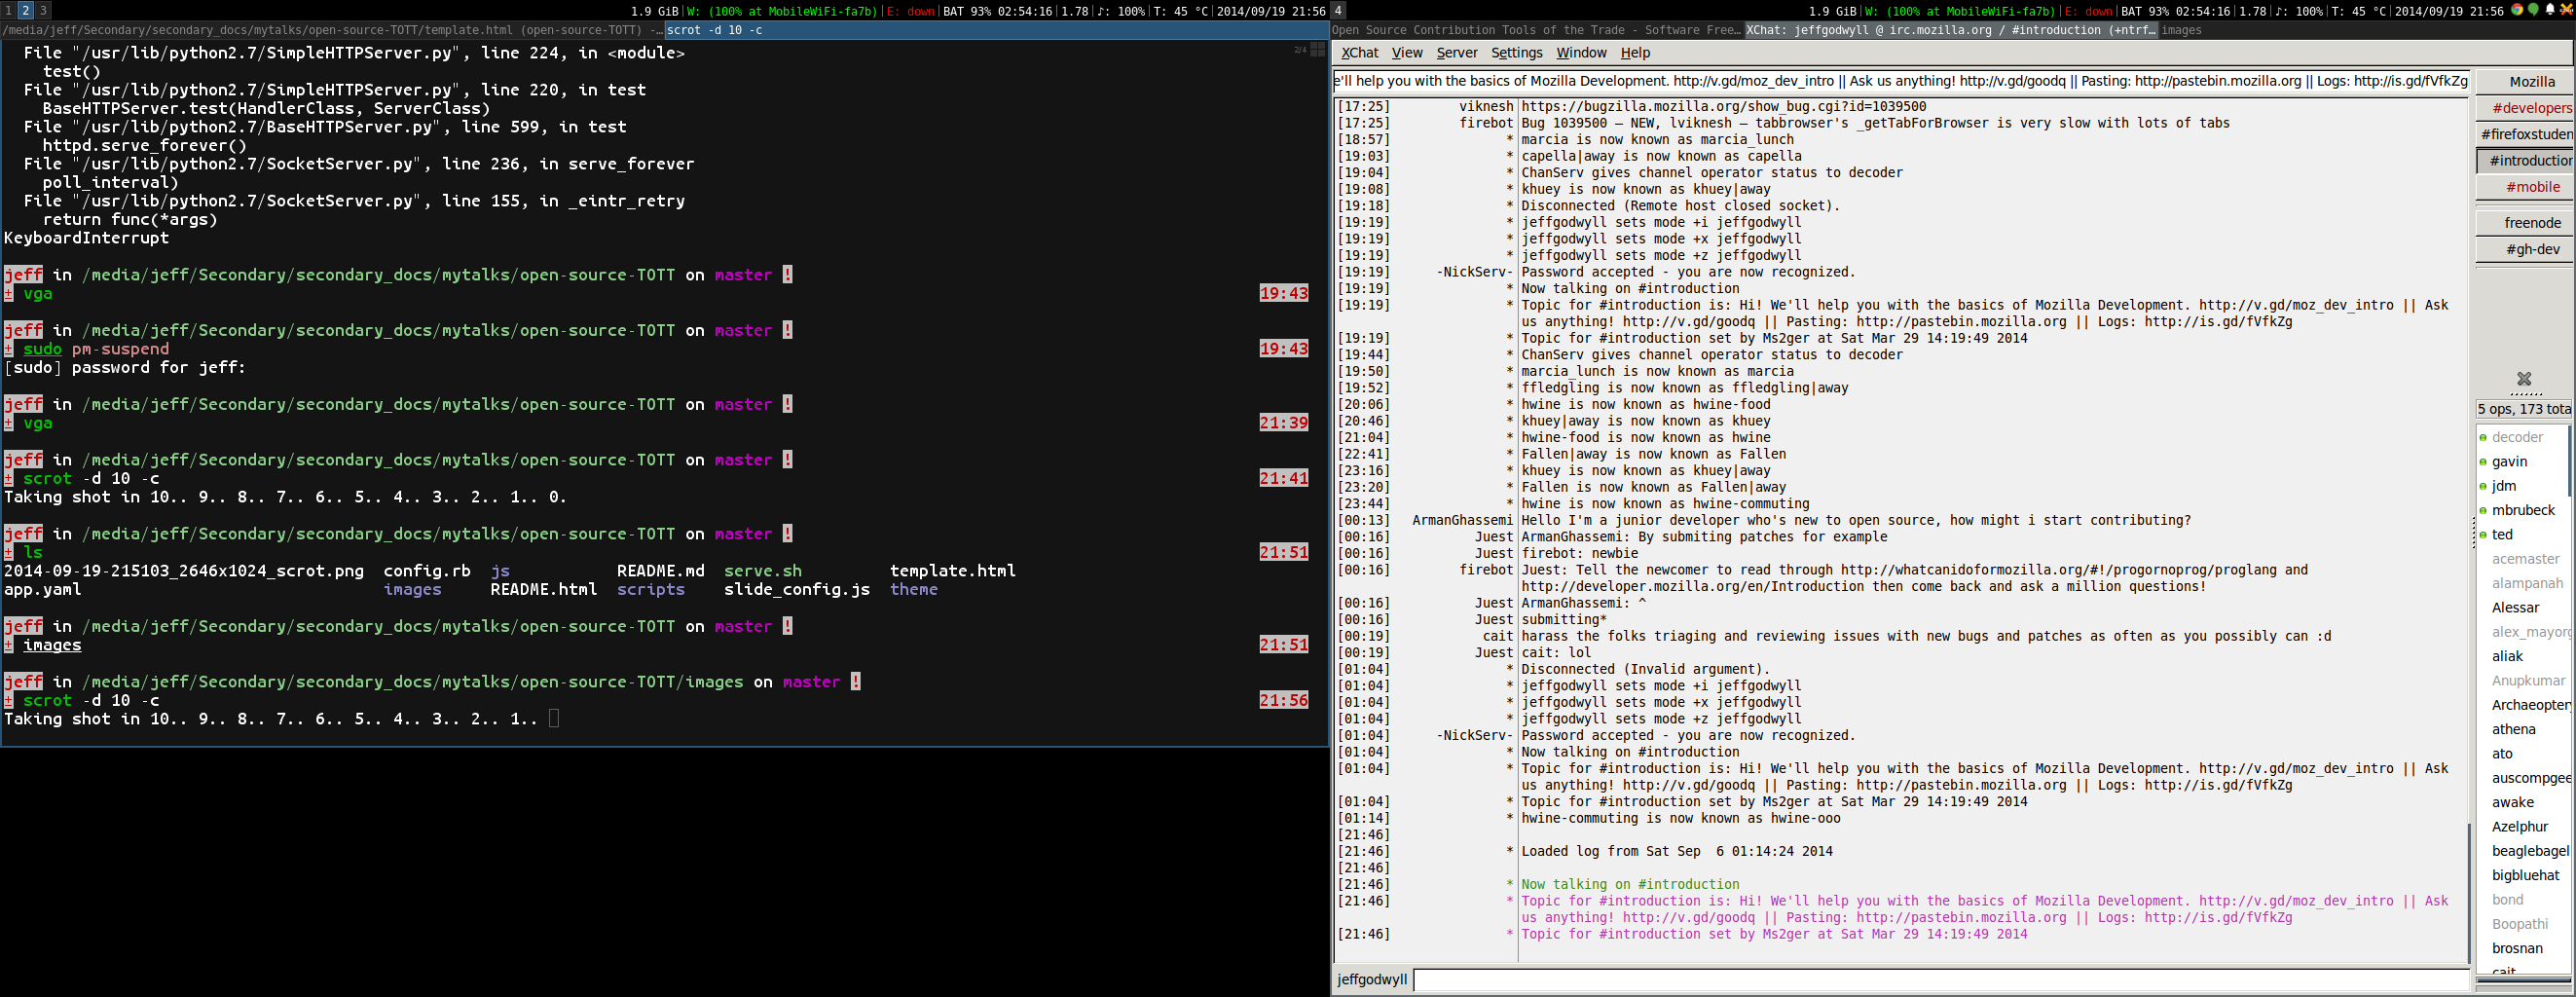 1 2 3
1.9 GiB|W: (100% at MobileWiFi-fa7b)|E: down|BAT 93% 02:54:16|1.78|♪: 100%|T: 45 °C|2014/09/19 21:56
/media/jeff/Secondary/secondary_docs/mytalks/open-source-TOTT/template.html (open-source-TOTT) -… scrot -d 10 -c
2/4
File "/usr/lib/python2.7/SimpleHTTPServer.py", line 224, in <module>
test()
File "/usr/lib/python2.7/SimpleHTTPServer.py", line 220, in test
BaseHTTPServer.test(HandlerClass, ServerClass)
File "/usr/lib/python2.7/BaseHTTPServer.py", line 599, in test
httpd.serve_forever()
File "/usr/lib/python2.7/SocketServer.py", line 236, in serve_forever
poll_interval)
File "/usr/lib/python2.7/SocketServer.py", line 155, in _eintr_retry
return func(*args)
KeyboardInterrupt
jeff in /media/jeff/Secondary/secondary_docs/mytalks/open-source-TOTT on master !
± vga 19:43
jeff in /media/jeff/Secondary/secondary_docs/mytalks/open-source-TOTT on master !
± sudo pm-suspend 19:43
[sudo] password for jeff:
jeff in /media/jeff/Secondary/secondary_docs/mytalks/open-source-TOTT on master !
± vga 21:39
jeff in /media/jeff/Secondary/secondary_docs/mytalks/open-source-TOTT on master !
± scrot -d 10 -c 21:41
Taking shot in 10.. 9.. 8.. 7.. 6.. 5.. 4.. 3.. 2.. 1.. 0.
jeff in /media/jeff/Secondary/secondary_docs/mytalks/open-source-TOTT on master !
± ls 21:51
2014-09-19-215103_2646x1024_scrot.png config.rb js README.md serve.sh template.html
app.yaml images README.html scripts slide_config.js theme
jeff in /media/jeff/Secondary/secondary_docs/mytalks/open-source-TOTT on master !
± images 21:51
jeff in /media/jeff/Secondary/secondary_docs/mytalks/open-source-TOTT/images on master !
± scrot -d 10 -c 21:56
Taking shot in 10.. 9.. 8.. 7.. 6.. 5.. 4.. 3.. 2.. 1..
4
1.9 GiB|W: (100% at MobileWiFi-fa7b)|E: down|BAT 93% 02:54:16|1.78|♪: 100%|T: 45 °C|2014/09/19 21:56
Open Source Contribution Tools of the Trade - Software Free… XChat: jeffgodwyll @ irc.mozilla.org / #introduction (+ntrf… images
XChat View Server Settings Window Help
e'll help you with the basics of Mozilla Development. http://v.gd/moz_dev_intro || Ask us anything! http://v.gd/goodq || Pasting: http://pastebin.mozilla.org || Logs: http://is.gd/fVfkZg
[17:25] viknesh https://bugzilla.mozilla.org/show_bug.cgi?id=1039500
[17:25] firebot Bug 1039500 — NEW, lviknesh — tabbrowser's _getTabForBrowser is very slow with lots of tabs
[18:57] * marcia is now known as marcia_lunch
[19:03] * capella|away is now known as capella
[19:04] * ChanServ gives channel operator status to decoder
[19:08] * khuey is now known as khuey|away
[19:18] * Disconnected (Remote host closed socket).
[19:19] * jeffgodwyll sets mode +i jeffgodwyll
[19:19] * jeffgodwyll sets mode +x jeffgodwyll
[19:19] * jeffgodwyll sets mode +z jeffgodwyll
[19:19] -NickServ- Password accepted - you are now recognized.
[19:19] * Now talking on #introduction
[19:19] * Topic for #introduction is: Hi! We'll help you with the basics of Mozilla Development. http://v.gd/moz_dev_intro || Ask
us anything! http://v.gd/goodq || Pasting: http://pastebin.mozilla.org || Logs: http://is.gd/fVfkZg
[19:19] * Topic for #introduction set by Ms2ger at Sat Mar 29 14:19:49 2014
[19:44] * ChanServ gives channel operator status to decoder
[19:50] * marcia_lunch is now known as marcia
[19:52] * ffledgling is now known as ffledgling|away
[20:06] * hwine is now known as hwine-food
[20:46] * khuey|away is now known as khuey
[21:04] * hwine-food is now known as hwine
[22:41] * Fallen|away is now known as Fallen
[23:16] * khuey is now known as khuey|away
[23:20] * Fallen is now known as Fallen|away
[23:44] * hwine is now known as hwine-commuting
[00:13] ArmanGhassemi Hello I'm a junior developer who's new to open source, how might i start contributing?
[00:16] Juest ArmanGhassemi: By submiting patches for example
[00:16] Juest firebot: newbie
[00:16] firebot Juest: Tell the newcomer to read through http://whatcanidoformozilla.org/#!/progornoprog/proglang and
http://developer.mozilla.org/en/Introduction then come back and ask a million questions!
[00:16] Juest ArmanGhassemi: ^
[00:16] Juest submitting*
[00:19] cait harass the folks triaging and reviewing issues with new bugs and patches as often as you possibly can :d
[00:19] Juest cait: lol
[01:04] * Disconnected (Invalid argument).
[01:04] * jeffgodwyll sets mode +i jeffgodwyll
[01:04] * jeffgodwyll sets mode +x jeffgodwyll
[01:04] * jeffgodwyll sets mode +z jeffgodwyll
[01:04] -NickServ- Password accepted - you are now recognized.
[01:04] * Now talking on #introduction
[01:04] * Topic for #introduction is: Hi! We'll help you with the basics of Mozilla Development. http://v.gd/moz_dev_intro || Ask
us anything! http://v.gd/goodq || Pasting: http://pastebin.mozilla.org || Logs: http://is.gd/fVfkZg
[01:04] * Topic for #introduction set by Ms2ger at Sat Mar 29 14:19:49 2014
[01:14] * hwine-commuting is now known as hwine-ooo
[21:46]
[21:46] * Loaded log from Sat Sep  6 01:14:24 2014
[21:46]
[21:46] * Now talking on #introduction
[21:46] * Topic for #introduction is: Hi! We'll help you with the basics of Mozilla Development. http://v.gd/moz_dev_intro || Ask
us anything! http://v.gd/goodq || Pasting: http://pastebin.mozilla.org || Logs: http://is.gd/fVfkZg
[21:46] * Topic for #introduction set by Ms2ger at Sat Mar 29 14:19:49 2014
jeffgodwyll
Mozilla
#developers
#firefoxstuden
#introduction
#mobile
freenode
#gh-dev
5 ops, 173 tota
decoder
gavin
jdm
mbrubeck
ted
acemaster
alampanah
Alessar
alex_mayorg
aliak
Anupkumar
Archaeoptery
athena
ato
auscompgee
awake
Azelphur
beaglebagel
bigbluehat
bond
Boopathi
brosnan
cait